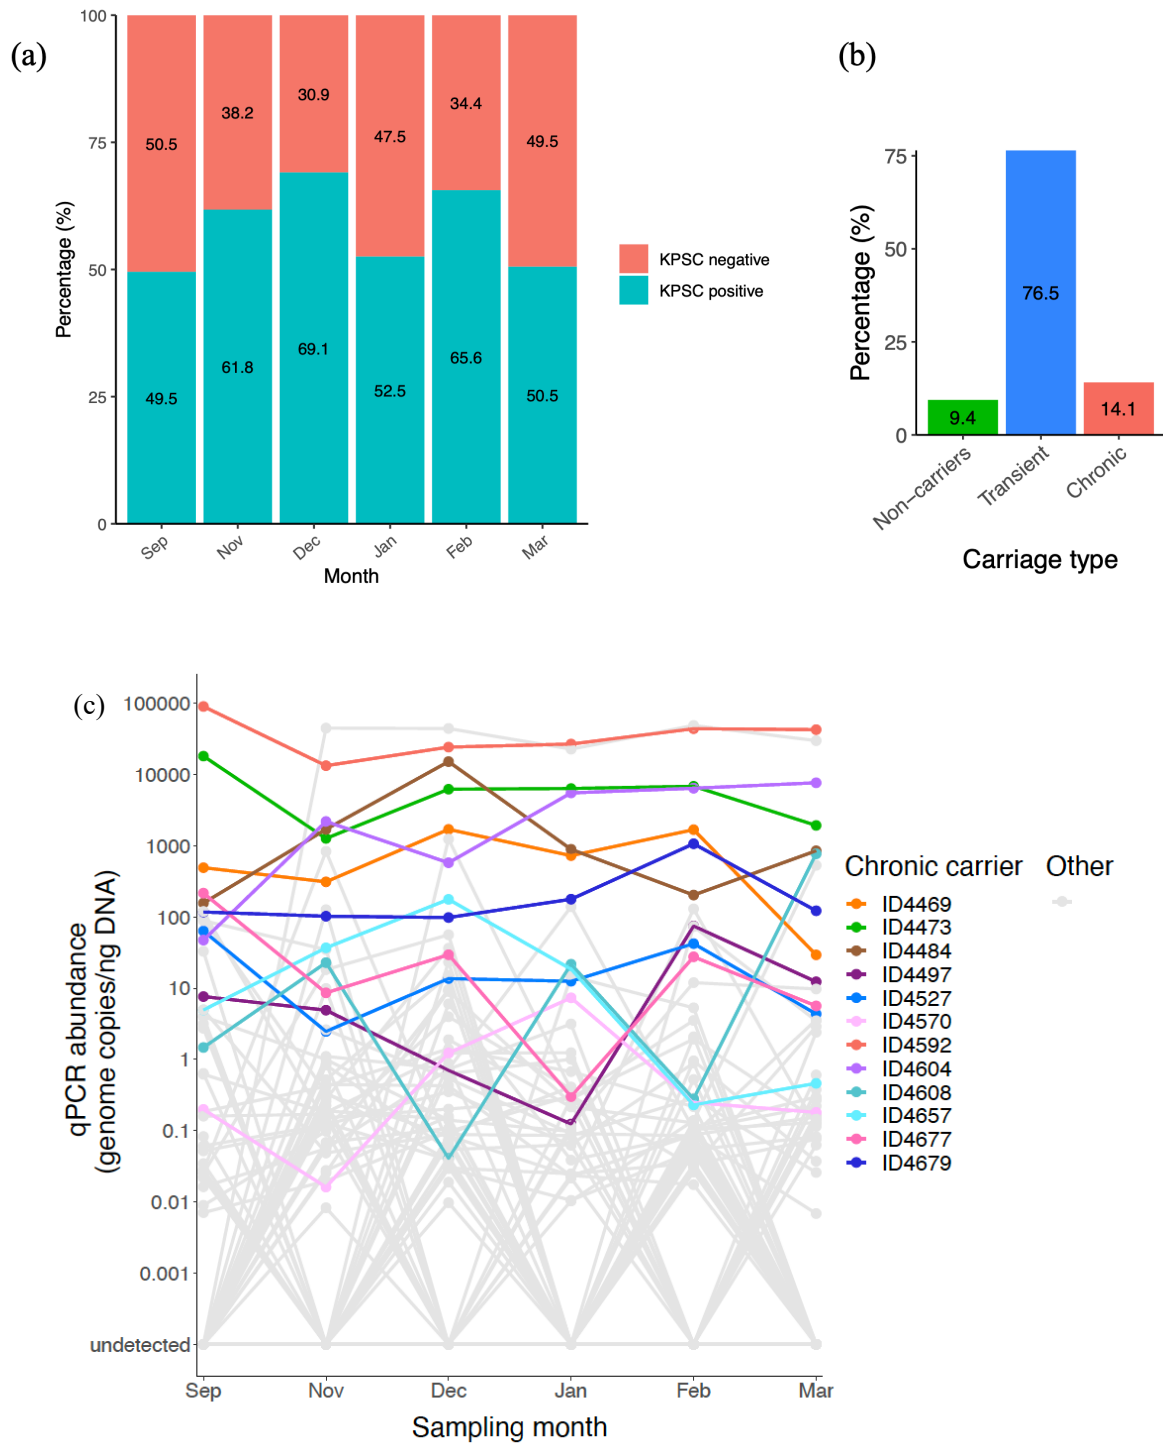 (a)
100
75
50
25
0
Percentage (%)
50.5
38.2
30.9
47.5
34.4
49.5
49.5
61.8
69.1
52.5
65.6
50.5
Sep
Nov
Dec
Jan
Feb
Mar
Month
KPSC negative
KPSC positive
(b)
75
50
25
0
Percentage (%)
9.4
76.5
14.1
Non-carriers
Transient
Chronic
Carriage type
(c)
100000
10000
1000
100
10
1
0.1
0.01
0.001
undetected
qPCR abundance
(genome copies/ng DNA)
Sep
Nov
Dec
Jan
Feb
Mar
Sampling month
Chronic carrier
ID4469
ID4473
ID4484
ID4497
ID4527
ID4570
ID4592
ID4604
ID4608
ID4657
ID4677
ID4679
Other